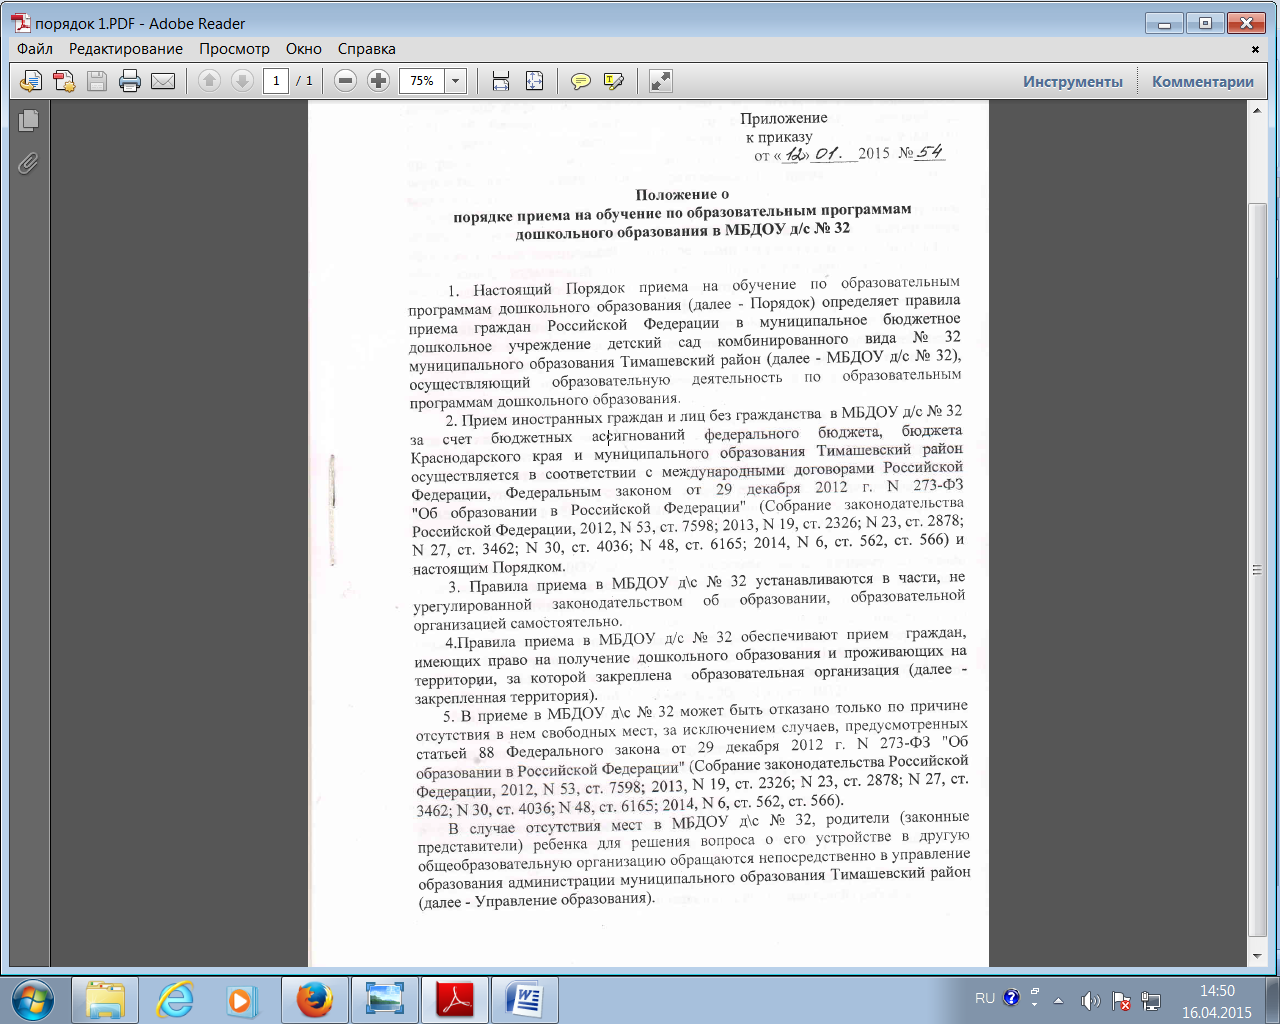 порядок 1.PDF - Adobe Reader
Файл Редактирование Просмотр Окно Справка
1 / 1 75% Инструменты Комментарии
Приложение
к приказу
от «12» 01. 2015 № 54
Положение о
порядке приема на обучение по образовательным программам
дошкольного образования в МБДОУ д/с № 32
1. Настоящий Порядок приема на обучение по образовательным
программам дошкольного образования (далее - Порядок) определяет правила
приема граждан Российской Федерации в муниципальное бюджетное
дошкольное учреждение детский сад комбинированного вида № 32
муниципального образования Тимашевский район (далее - МБДОУ д/с № 32),
осуществляющий образовательную деятельность по образовательным
программам дошкольного образования.
2. Прием иностранных граждан и лиц без гражданства в МБДОУ д/с № 32
за счет бюджетных ассигнований федерального бюджета, бюджета
Краснодарского края и муниципального образования Тимашевский район
осуществляется в соответствии с международными договорами Российской
Федерации, Федеральным законом от 29 декабря 2012 г. N 273-ФЗ
"Об образовании в Российской Федерации" (Собрание законодательства
Российской Федерации, 2012, N 53, ст. 7598; 2013, N 19, ст. 2326; N 23, ст. 2878;
N 27, ст. 3462; N 30, ст. 4036; N 48, ст. 6165; 2014, N 6, ст. 562, ст. 566) и
настоящим Порядком.
3. Правила приема в МБДОУ д\с № 32 устанавливаются в части, не
урегулированной законодательством об образовании, образовательной
организацией самостоятельно.
4.Правила приема в МБДОУ д/с № 32 обеспечивают прием граждан,
имеющих право на получение дошкольного образования и проживающих на
территории, за которой закреплена образовательная организация (далее -
закрепленная территория).
5. В приеме в МБДОУ д\с № 32 может быть отказано только по причине
отсутствия в нем свободных мест, за исключением случаев, предусмотренных
статьей 88 Федерального закона от 29 декабря 2012 г. N 273-ФЗ "Об
образовании в Российской Федерации" (Собрание законодательства Российской
Федерации, 2012, N 53, ст. 7598; 2013, N 19, ст. 2326; N 23, ст. 2878; N 27, ст.
3462; N 30, ст. 4036; N 48, ст. 6165; 2014, N 6, ст. 562, ст. 566).
В случае отсутствия мест в МБДОУ д\с № 32, родители (законные
представители) ребенка для решения вопроса о его устройстве в другую
общеобразовательную организацию обращаются непосредственно в управление
образования администрации муниципального образования Тимашевский район
(далее - Управление образования).
RU 14:50
16.04.2015